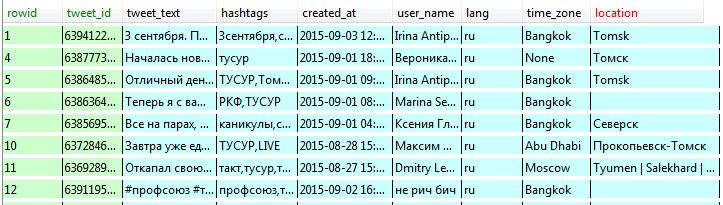 rowid tweet_id tweet_text hashtags created_at user_name lang time_zone location
1 6394122... 3 сентября. П... 3сентября,с... 2015-09-03 12:... Irina Antip... ru Bangkok Tomsk
4 6387773... Началась нов... тусур 2015-09-01 18:... Вероника... ru None Томск
5 6386485... Отличный ден... ТУСУР,Том... 2015-09-01 09:... Irina Antip... ru Bangkok Tomsk
6 6386364... Теперь я с ва... РКФ,ТУСУР 2015-09-01 08:... Marina Se... ru Bangkok
7 6385695... Все на парах, ... каникулы,с... 2015-09-01 04:... Ксения Гл... ru Bangkok Северск
10 6372846... Завтра уже ед... ТУСУР,LIVE 2015-08-28 15:... Максим ... ru Abu Dhabi Прокопьевск-Томск
11 6369289... Откапал свою... такт,тусур,т... 2015-08-27 15:... Dmitry Le... ru Moscow Tyumen | Salekhard | ...
12 6391195... #профсоюз #т... профсоюз,т... 2015-09-02 16:... не рич бич ru Bangkok